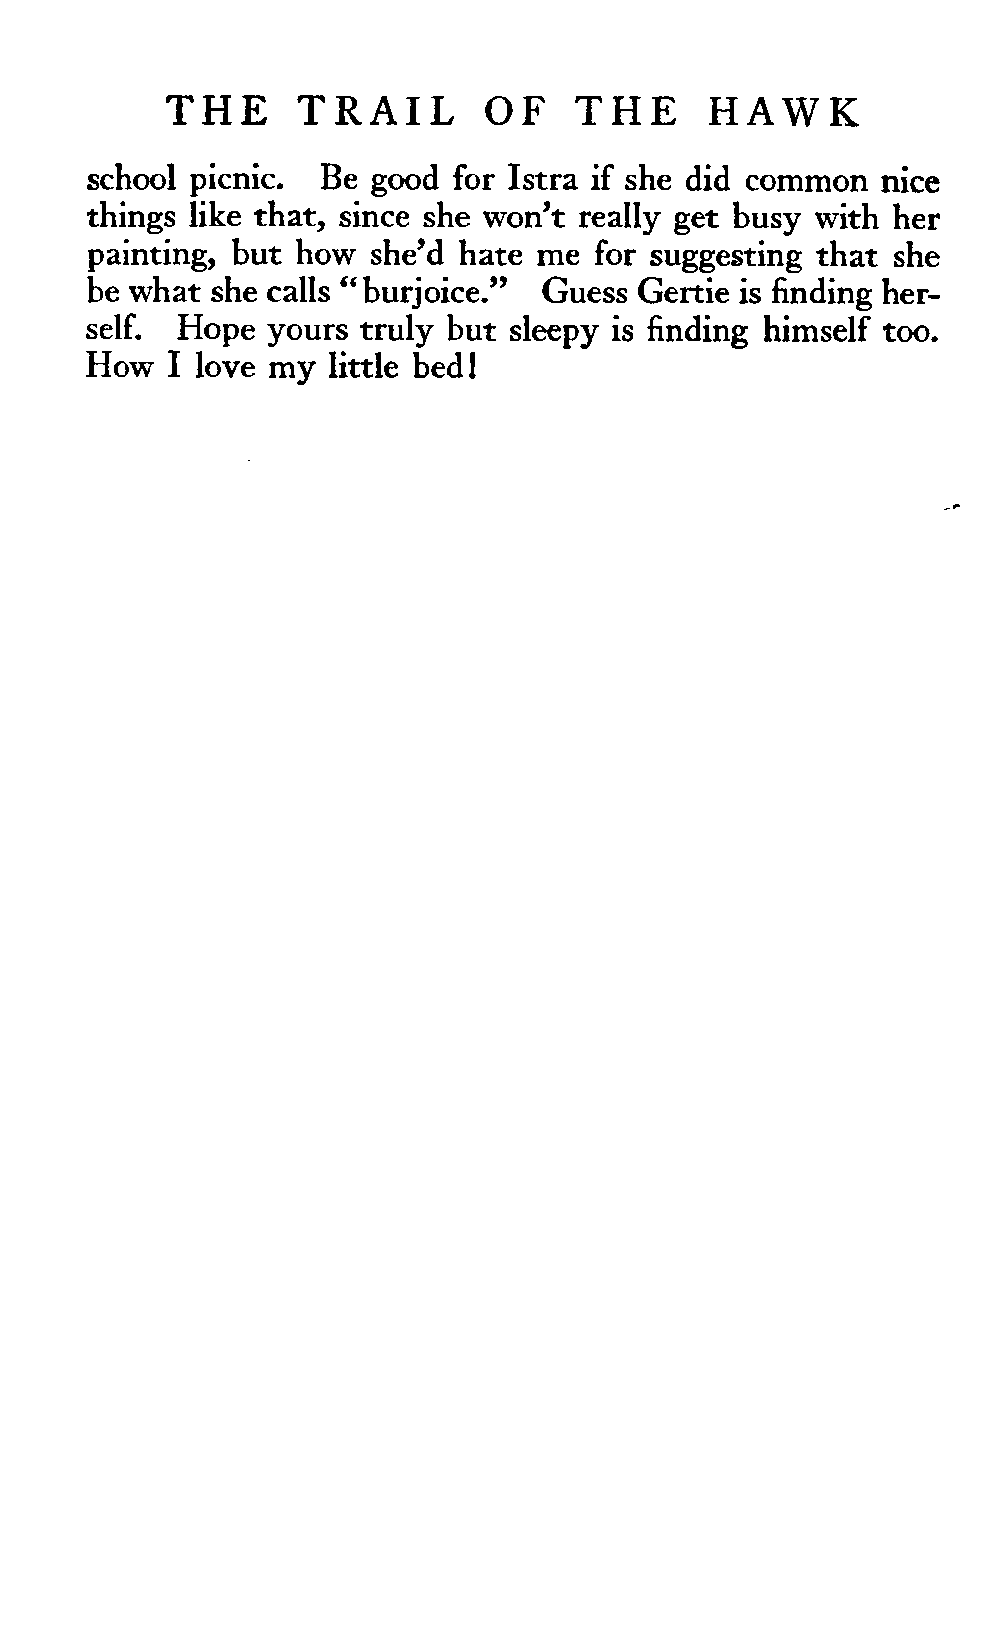 THE TRAIL OF THE HAWK
school picnic. Be good for Istra if she did common nice
things like that, since she won't really get busy with her
painting, but how she'd hate me for suggesting that she
be what she calls "burjoice." Guess Gertie is finding her-
self. Hope yours truly but sleepy is finding himself too.
How I love my little bed!